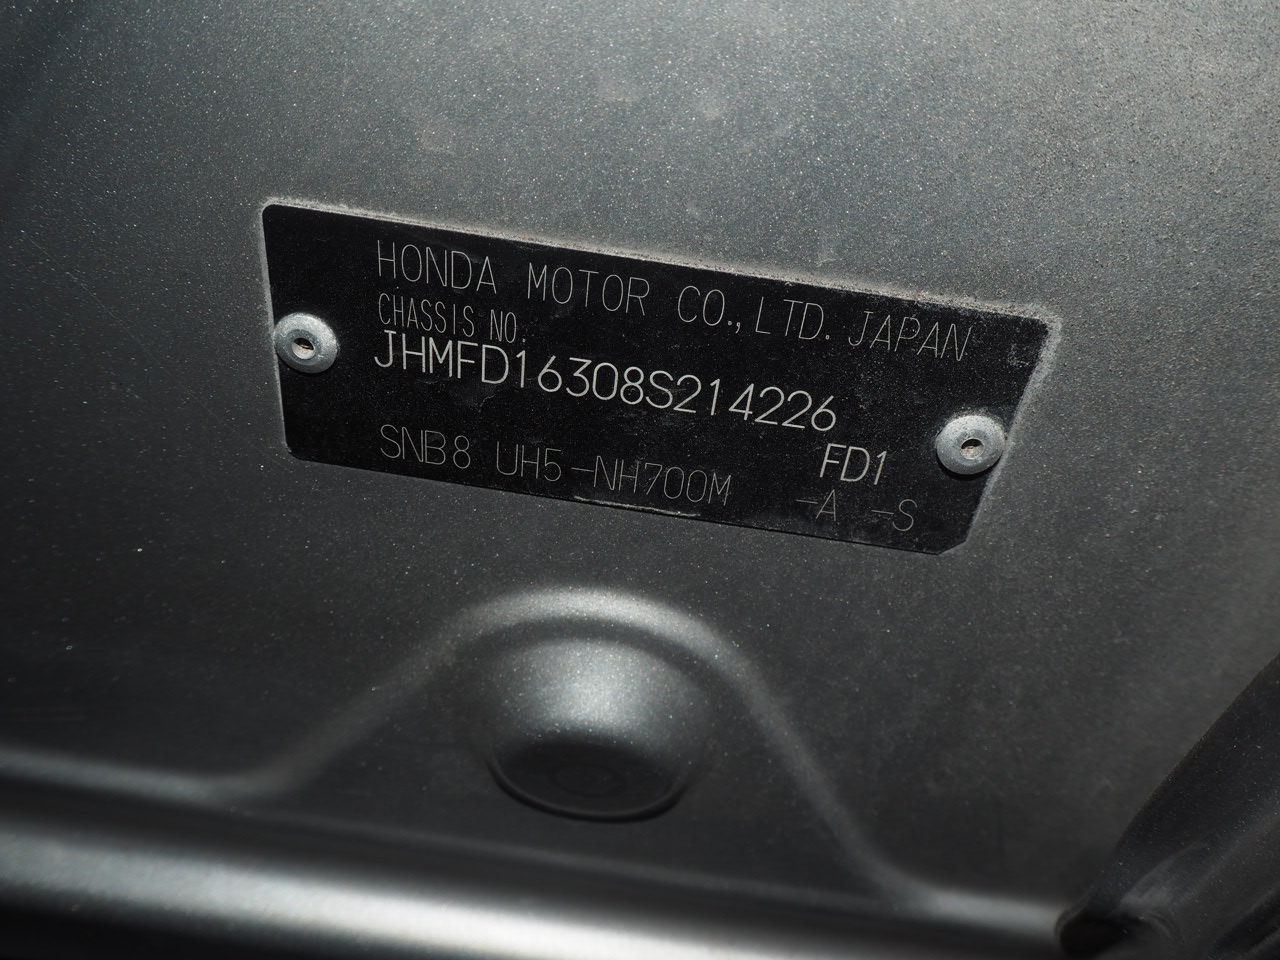 HONDA MOTOR CO.,LTD. JAPAN
CHASSIS NO.
JHMFD16308S214226
FD1
SNB8 UH5-NH700M -A -S